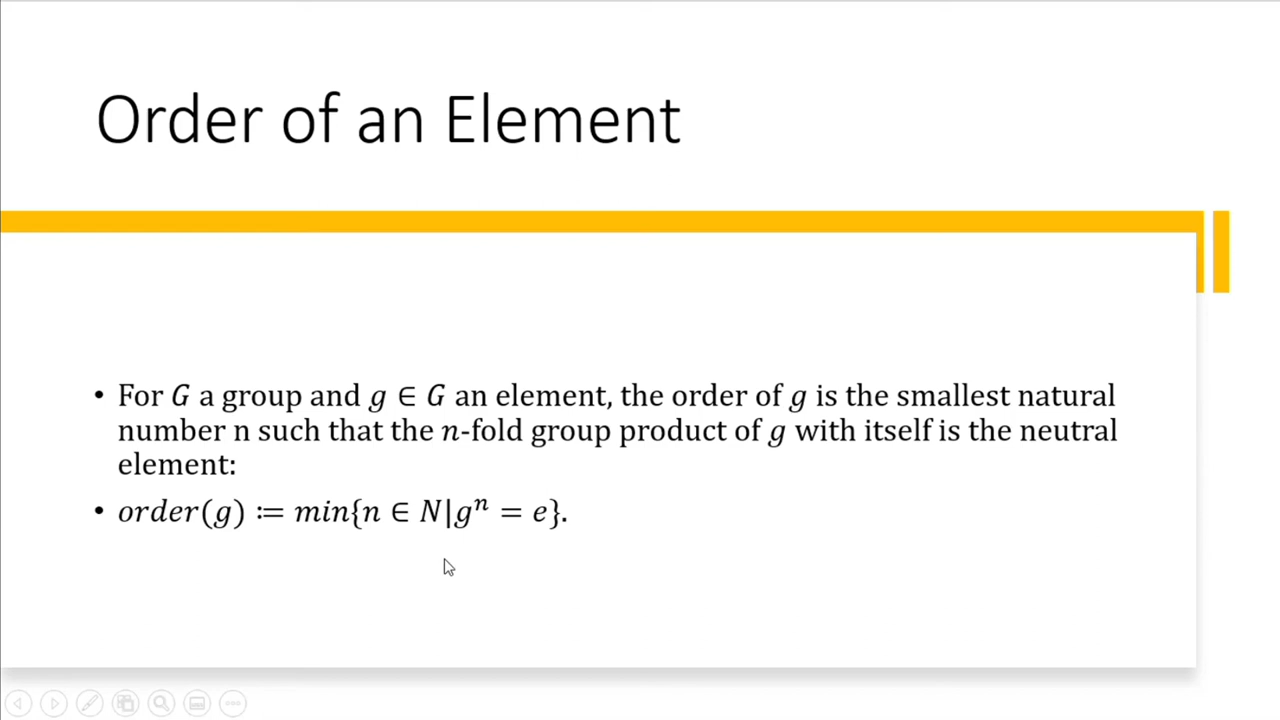 Order of an Element
• For G a group and g ∈ G an element, the order of g is the smallest natural
number n such that the n-fold group product of g with itself is the neutral
element:
• order(g) ≔ min{n ∈ N|gⁿ = e}.